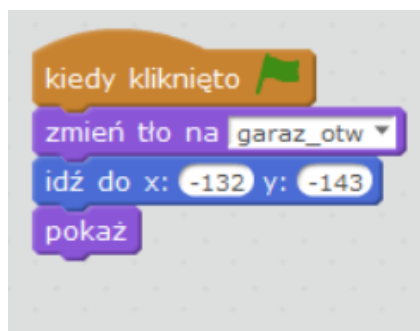 kiedy kliknięto
zmień tło na garaz_otw
idź do x: -132 y: -143
pokaż